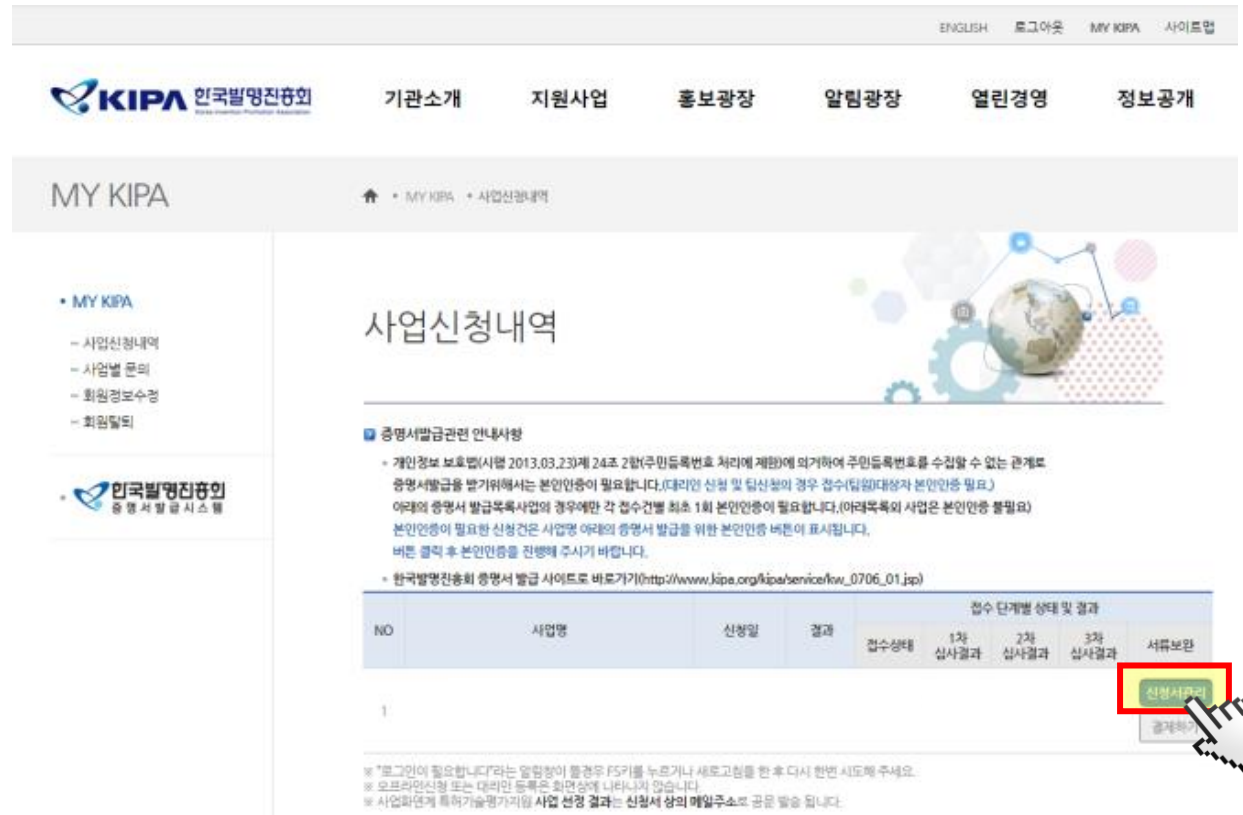 ENGLISH 로그아웃 MY KIPA 사이트맵
KIPA 한국발명진흥회
Korea Invention Promotion Association
기관소개 지원사업 홍보광장 알림광장 열린경영 정보공개
MY KIPA
• MY KIPA • 사업신청내역
• MY KIPA
- 사업신청내역
- 사업별 문의
- 회원정보수정
- 회원탈퇴
한국발명진흥회
증명서발급시스템
사업신청내역
증명서발급관련 안내사항
개인정보 보호법(시행 2013.03.23)제 24조 2항(주민등록번호 처리에 제한)에 의거하여 주민등록번호를 수집할 수 없는 관계로
증명서발급을 받기위해서는 본인인증이 필요합니다.(대리인 신청 및 팀신청의 경우 접수(팀원)대상자 본인인증 필요.)
아래의 증명서 발급목록사업의 경우에만 각 접수건별 최초 1회 본인인증이 필요합니다.(아래목록외 사업은 본인인증 불필요)
본인인증이 필요한 신청건은 사업명 아래의 증명서 발급을 위한 본인인증 버튼이 표시됩니다.
버튼 클릭 후 본인인증을 진행해 주시기 바랍니다.
한국발명진흥회 증명서 발급 사이트로 바로가기(http://www.kipa.org/kipa/service/kw_0706_01.jsp)
NO 사업명 신청일 결과 접수 단계별 상태 및 결과
접수상태 1차 심사결과 2차 심사결과 3차 심사결과 서류보완
1
신청서관리
결제하기
※ "로그인이 필요합니다"라는 알림창이 뜰경우 F5키를 누르거나 새로고침을 한 후 다시 한번 시도해 주세요.
※ 오프라인신청 또는 대리인 등록은 화면상에 나타나지 않습니다.
※ 사업화연계 특허기술평가지원 사업 선정 결과는 신청서 상의 메일주소로 공문 발송 됩니다.